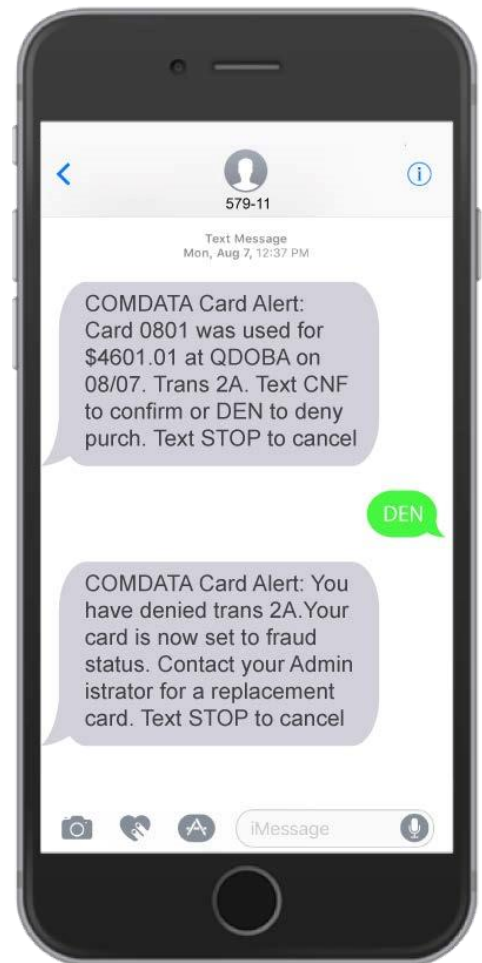 579-11
Text Message
Mon, Aug 7, 12:37 PM
COMDATA Card Alert:
Card 0801 was used for
$4601.01 at QDOBA on
08/07. Trans 2A. Text CNF
to confirm or DEN to deny
purch. Text STOP to cancel
DEN
COMDATA Card Alert: You
have denied trans 2A.Your
card is now set to fraud
status. Contact your Admin
istrator for a replacement
card. Text STOP to cancel
iMessage